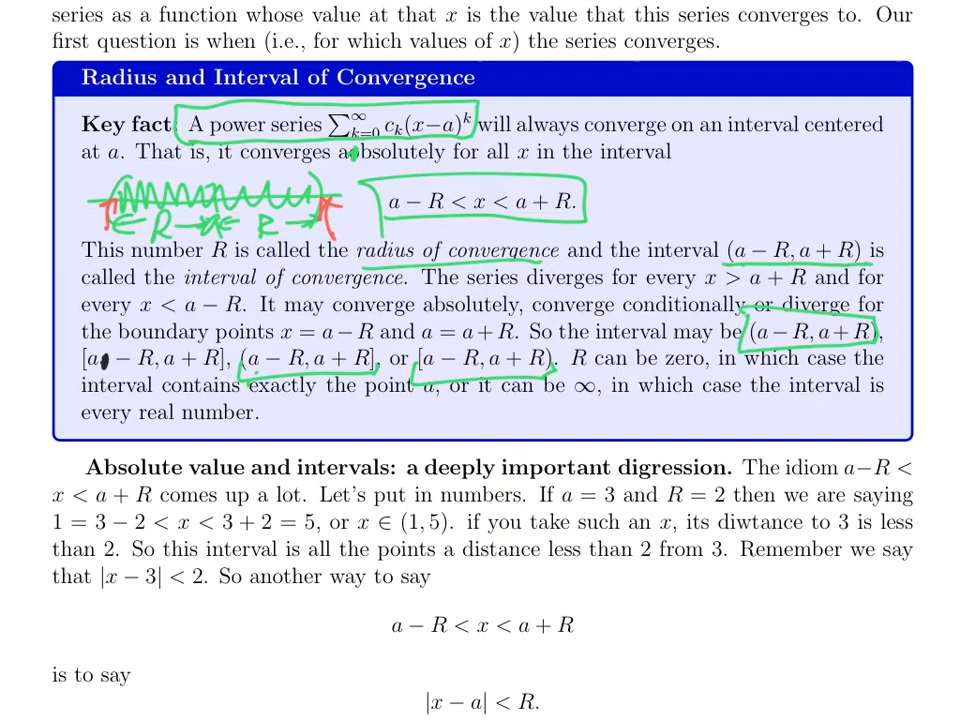 series as a function whose value at that x is the value that this series converges to. Our
first question is when (i.e., for which values of x) the series converges.
Radius and Interval of Convergence
Key fact: A power series ∑_{k=0}^{∞} c_k(x−a)^k will always converge on an interval centered
at a. That is, it converges absolutely for all x in the interval
a − R < x < a + R.
← R → x ← R →
This number R is called the radius of convergence and the interval (a − R, a + R) is
called the interval of convergence. The series diverges for every x > a + R and for
every x < a − R. It may converge absolutely, converge conditionally or diverge for
the boundary points x = a − R and a = a + R. So the interval may be (a − R, a + R),
[a − R, a + R], (a − R, a + R], or [a − R, a + R). R can be zero, in which case the
interval contains exactly the point a, or it can be ∞, in which case the interval is
every real number.
Absolute value and intervals: a deeply important digression. The idiom a−R <
x < a + R comes up a lot. Let's put in numbers. If a = 3 and R = 2 then we are saying
1 = 3 − 2 < x < 3 + 2 = 5, or x ∈ (1, 5). if you take such an x, its diwtance to 3 is less
than 2. So this interval is all the points a distance less than 2 from 3. Remember we say
that |x − 3| < 2. So another way to say
a − R < x < a + R
is to say
|x − a| < R.